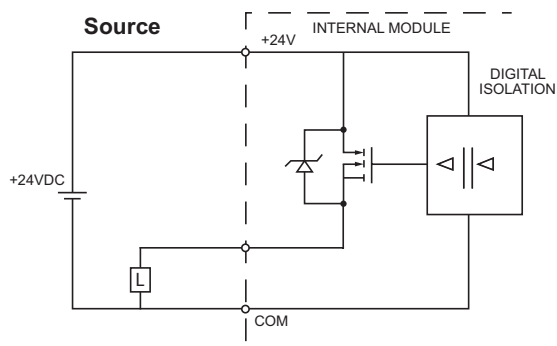 Source
INTERNAL MODULE
+24V
DIGITAL
ISOLATION
+24VDC
L
COM